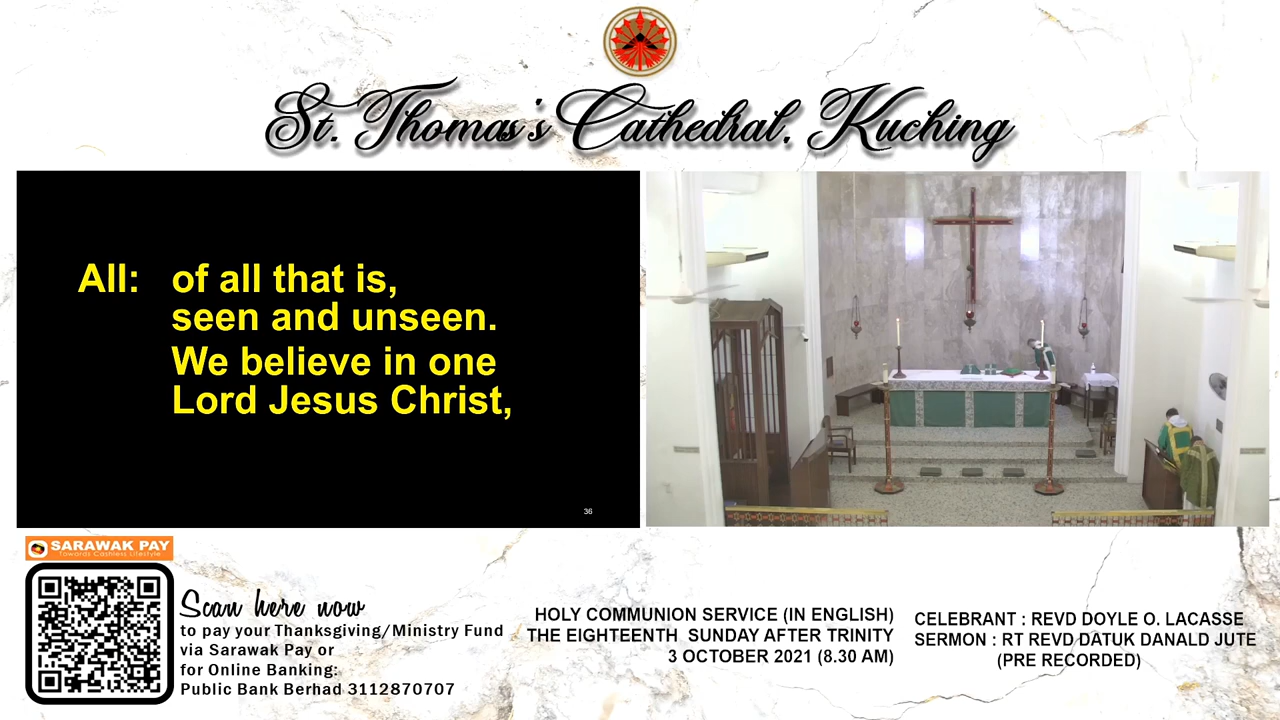 St. Thomas's Cathedral, Kuching
All: of all that is,
seen and unseen.
We believe in one
Lord Jesus Christ,
36
SARAWAK PAY
Towards Cashless Lifestyle
Scan here now
to pay your Thanksgiving/Ministry Fund
via Sarawak Pay or
for Online Banking:
Public Bank Berhad 3112870707
HOLY COMMUNION SERVICE (IN ENGLISH)
THE EIGHTEENTH SUNDAY AFTER TRINITY
3 OCTOBER 2021 (8.30 AM)
CELEBRANT : REVD DOYLE O. LACASSE
SERMON : RT REVD DATUK DANALD JUTE
(PRE RECORDED)